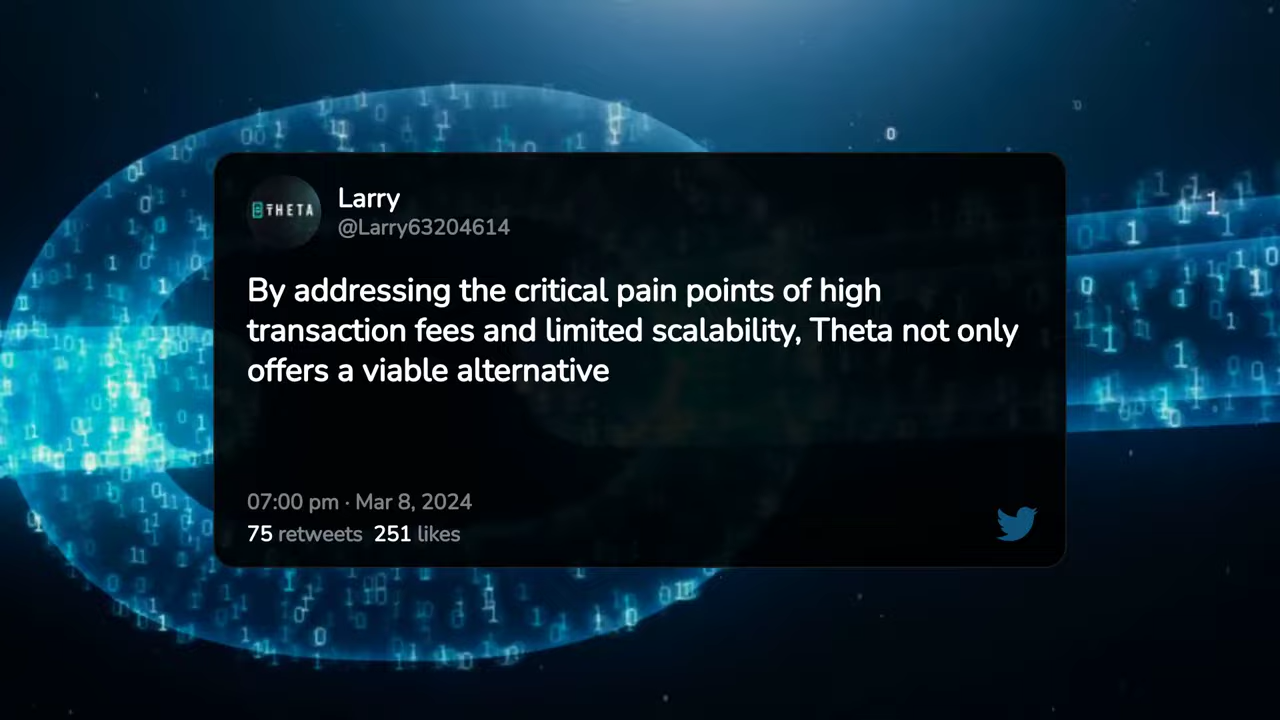 THETA
Larry
@Larry63204614
By addressing the critical pain points of high
transaction fees and limited scalability, Theta not only
offers a viable alternative
07:00 pm · Mar 8, 2024
75 retweets 251 likes